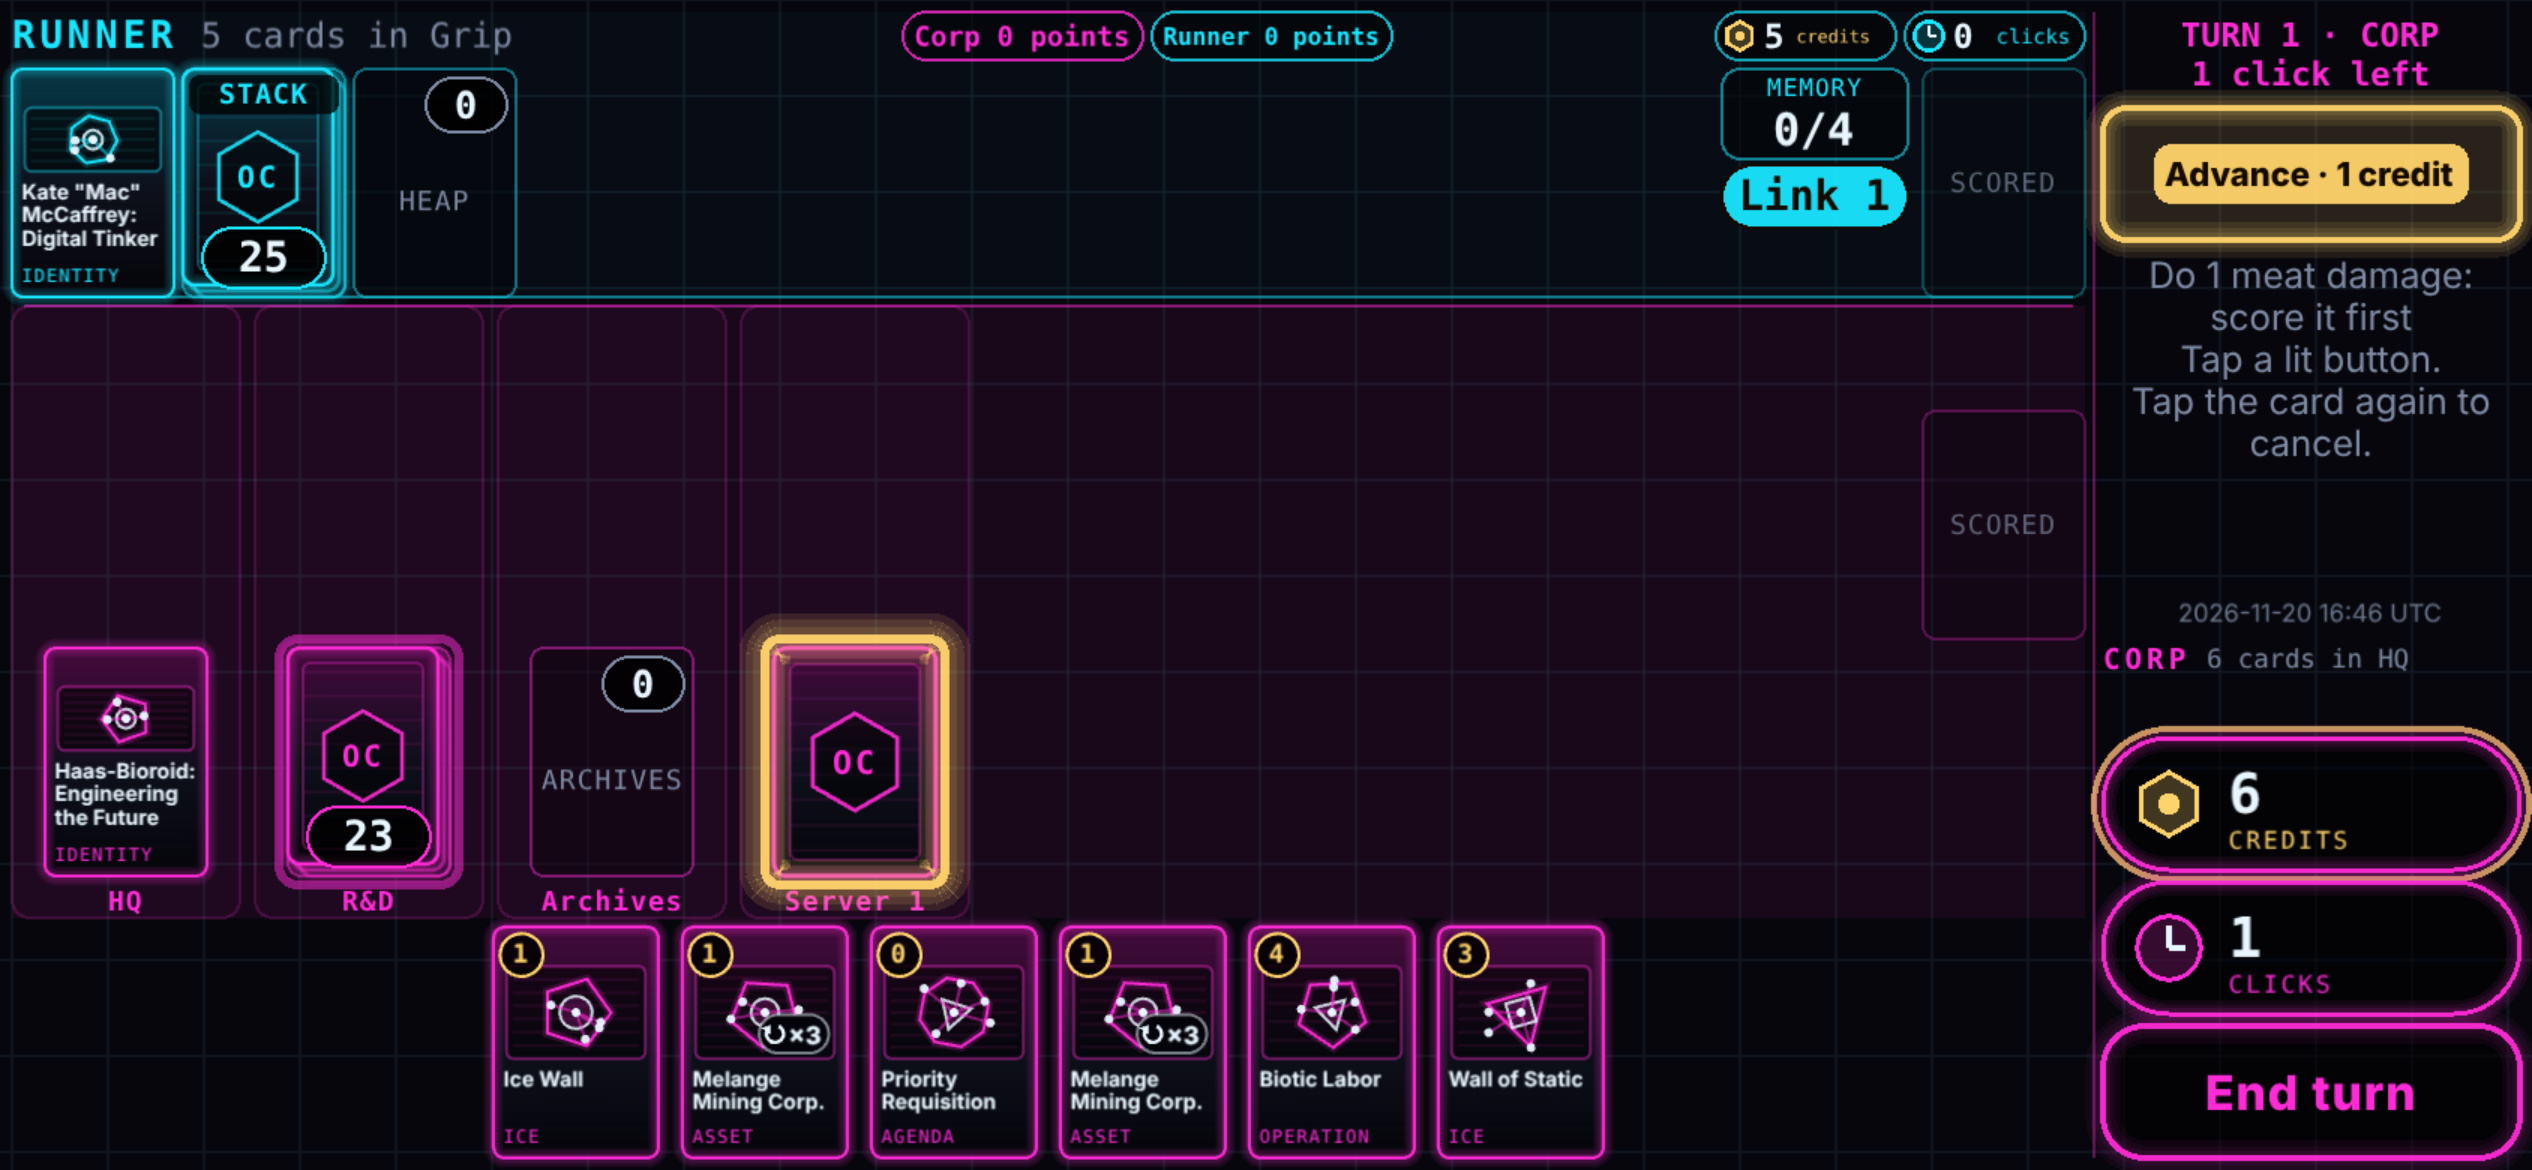 RUNNER 5 cards in Grip
Corp 0 points
Runner 0 points
5 credits
0 clicks
TURN 1 · CORP
1 click left
Kate "Mac"
McCaffrey:
Digital Tinker
IDENTITY
STACK
OC
25
0
HEAP
MEMORY
0/4
Link 1
SCORED
Advance · 1 credit
Do 1 meat damage:
score it first
Tap a lit button.
Tap the card again to
cancel.
SCORED
2026-11-20 16:46 UTC
CORP 6 cards in HQ
Haas-Bioroid:
Engineering
the Future
IDENTITY
HQ
OC
23
R&D
0
ARCHIVES
Archives
OC
Server 1
6
CREDITS
1
CLICKS
End turn
1
Ice Wall
ICE
1
×3
Melange
Mining Corp.
ASSET
0
Priority
Requisition
AGENDA
1
×3
Melange
Mining Corp.
ASSET
4
Biotic Labor
OPERATION
3
Wall of Static
ICE